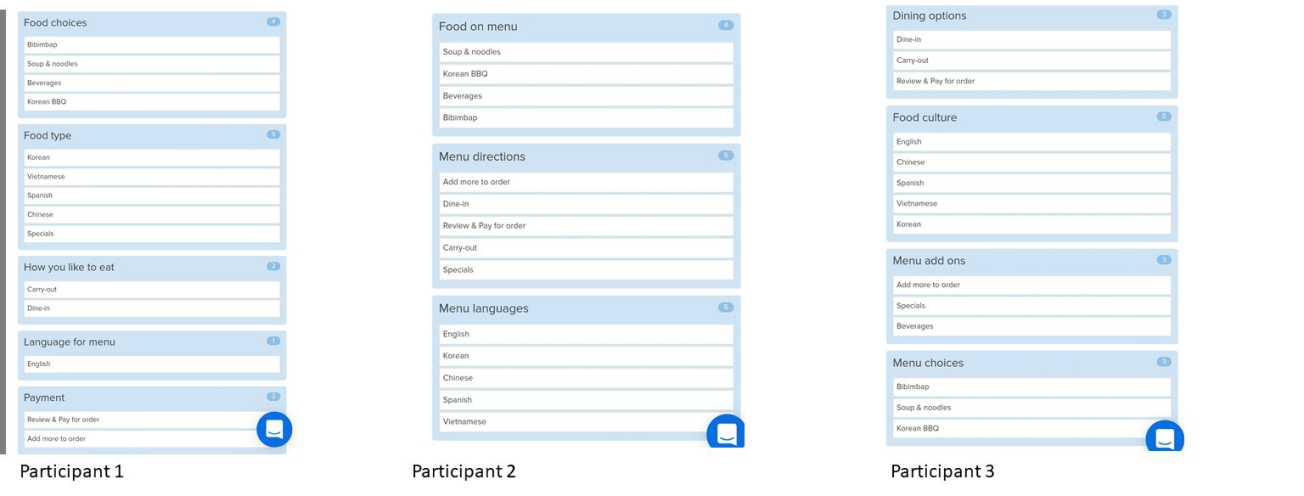 Food choices 4
Bibimbap
Soup & noodles
Beverages
Korean BBQ
Food type 5
Korean
Vietnamese
Spanish
Chinese
Specials
How you like to eat 2
Carry-out
Dine-in
Language for menu 1
English
Payment 2
Review & Pay for order
Add more to order
Participant 1
Food on menu 4
Soup & noodles
Korean BBQ
Beverages
Bibimbap
Menu directions 5
Add more to order
Dine-in
Review & Pay for order
Carry-out
Specials
Menu languages 5
English
Korean
Chinese
Spanish
Vietnamese
Participant 2
Dining options 3
Dine-in
Carry-out
Review & Pay for order
Food culture 5
English
Chinese
Spanish
Vietnamese
Korean
Menu add ons 3
Add more to order
Specials
Beverages
Menu choices 3
Bibimbap
Soup & noodles
Korean BBQ
Participant 3